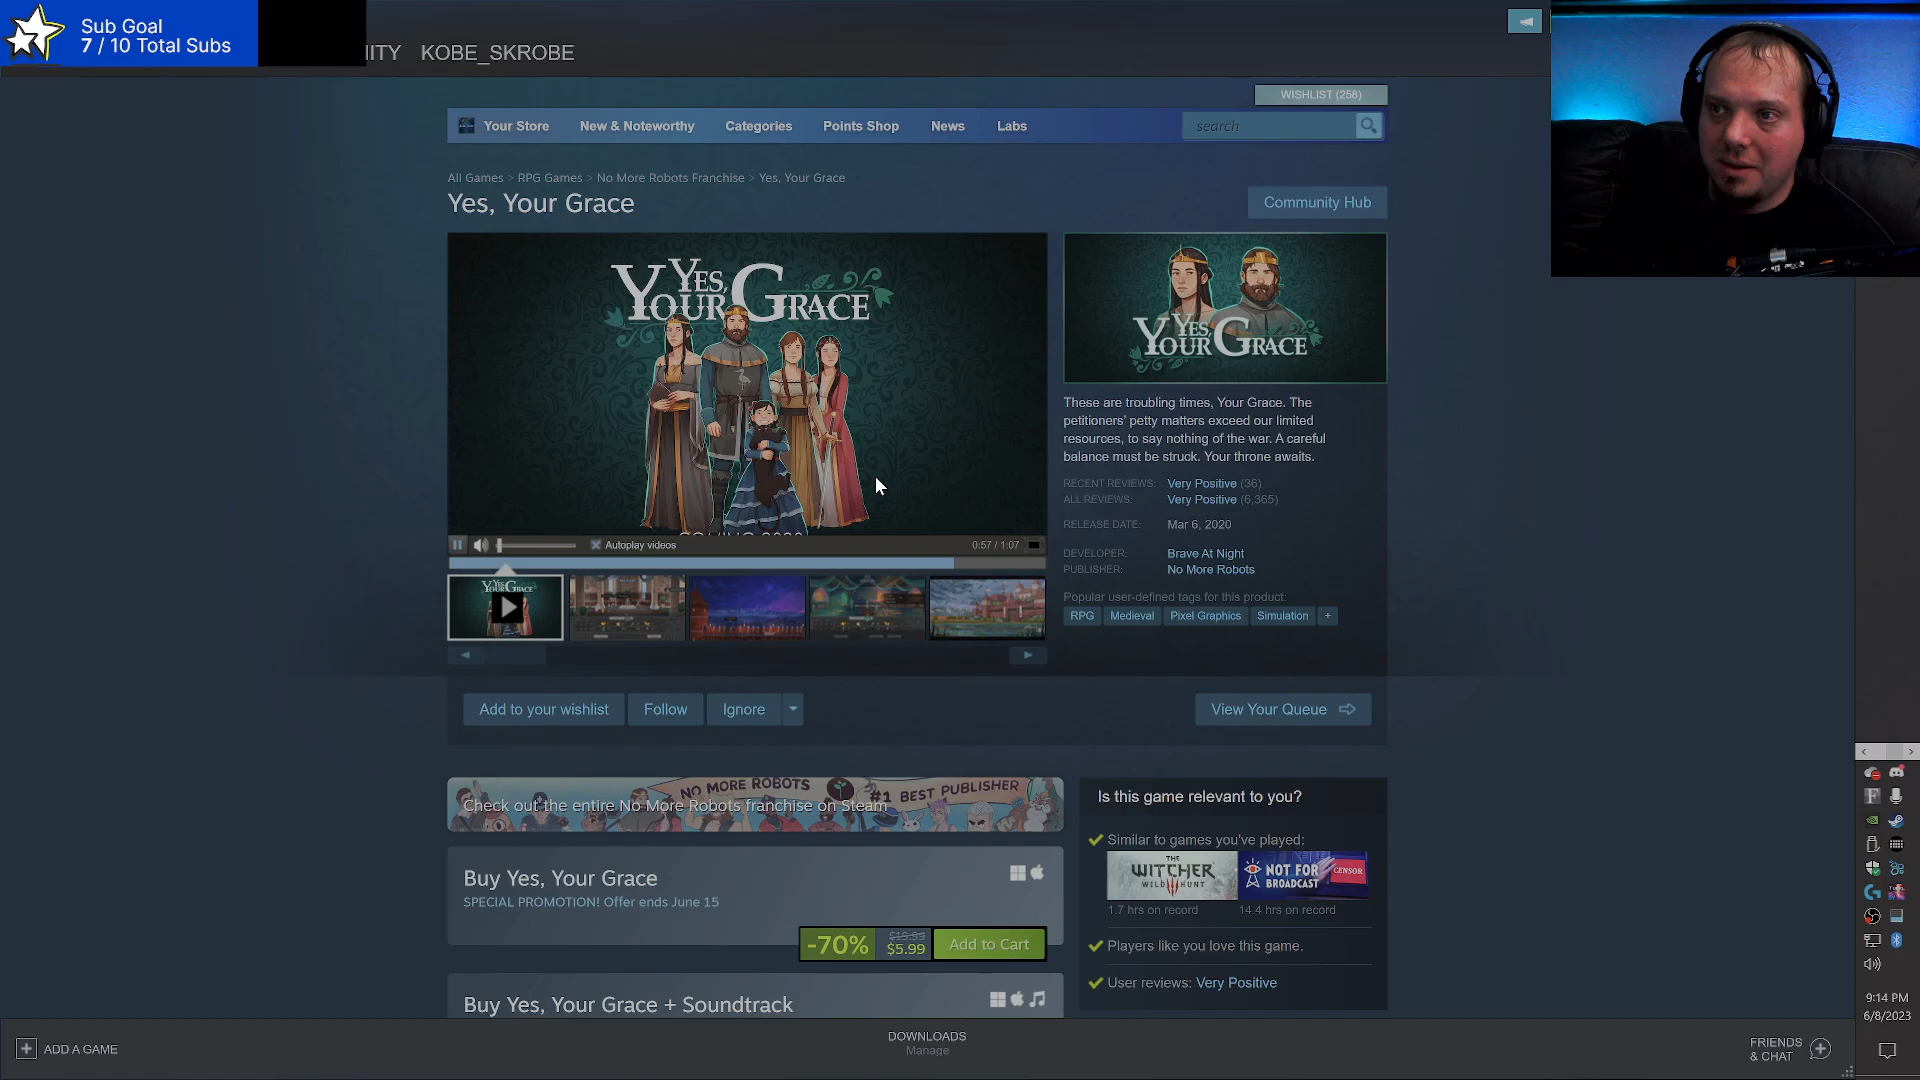 Sub Goal
7 / 10 Total Subs
7
ITY KOBE_SKROBE
WISHLIST (258)
Your Store New & Noteworthy Categories Points Shop News Labs
search
All Games > RPG Games > No More Robots Franchise > Yes, Your Grace
Yes, Your Grace
Community Hub
YES,
YOUR GRACE
COMING 2020
YES,
YOUR GRACE
These are troubling times, Your Grace. The
petitioners' petty matters exceed our limited
resources, to say nothing of the war. A careful
balance must be struck. Your throne awaits.
RECENT REVIEWS: Very Positive (36)
ALL REVIEWS: Very Positive (6,365)
RELEASE DATE: Mar 6, 2020
DEVELOPER: Brave At Night
PUBLISHER: No More Robots
Popular user-defined tags for this product:
RPG Medieval Pixel Graphics Simulation +
Autoplay videos 0:57 / 1:07
YES,
YOUR GRACE
Add to your wishlist Follow Ignore
View Your Queue
NO MORE ROBOTS #1 BEST PUBLISHER
Check out the entire No More Robots franchise on Steam
Buy Yes, Your Grace
SPECIAL PROMOTION! Offer ends June 15
-70% $19.99 $5.99 Add to Cart
Buy Yes, Your Grace + Soundtrack
Is this game relevant to you?
Similar to games you've played:
THE WITCHER WILD HUNT
NOT FOR BROADCAST CENSOR
1.7 hrs on record 14.4 hrs on record
Players like you love this game.
User reviews: Very Positive
ADD A GAME
DOWNLOADS
Manage
FRIENDS
& CHAT
9:14 PM
6/8/2023